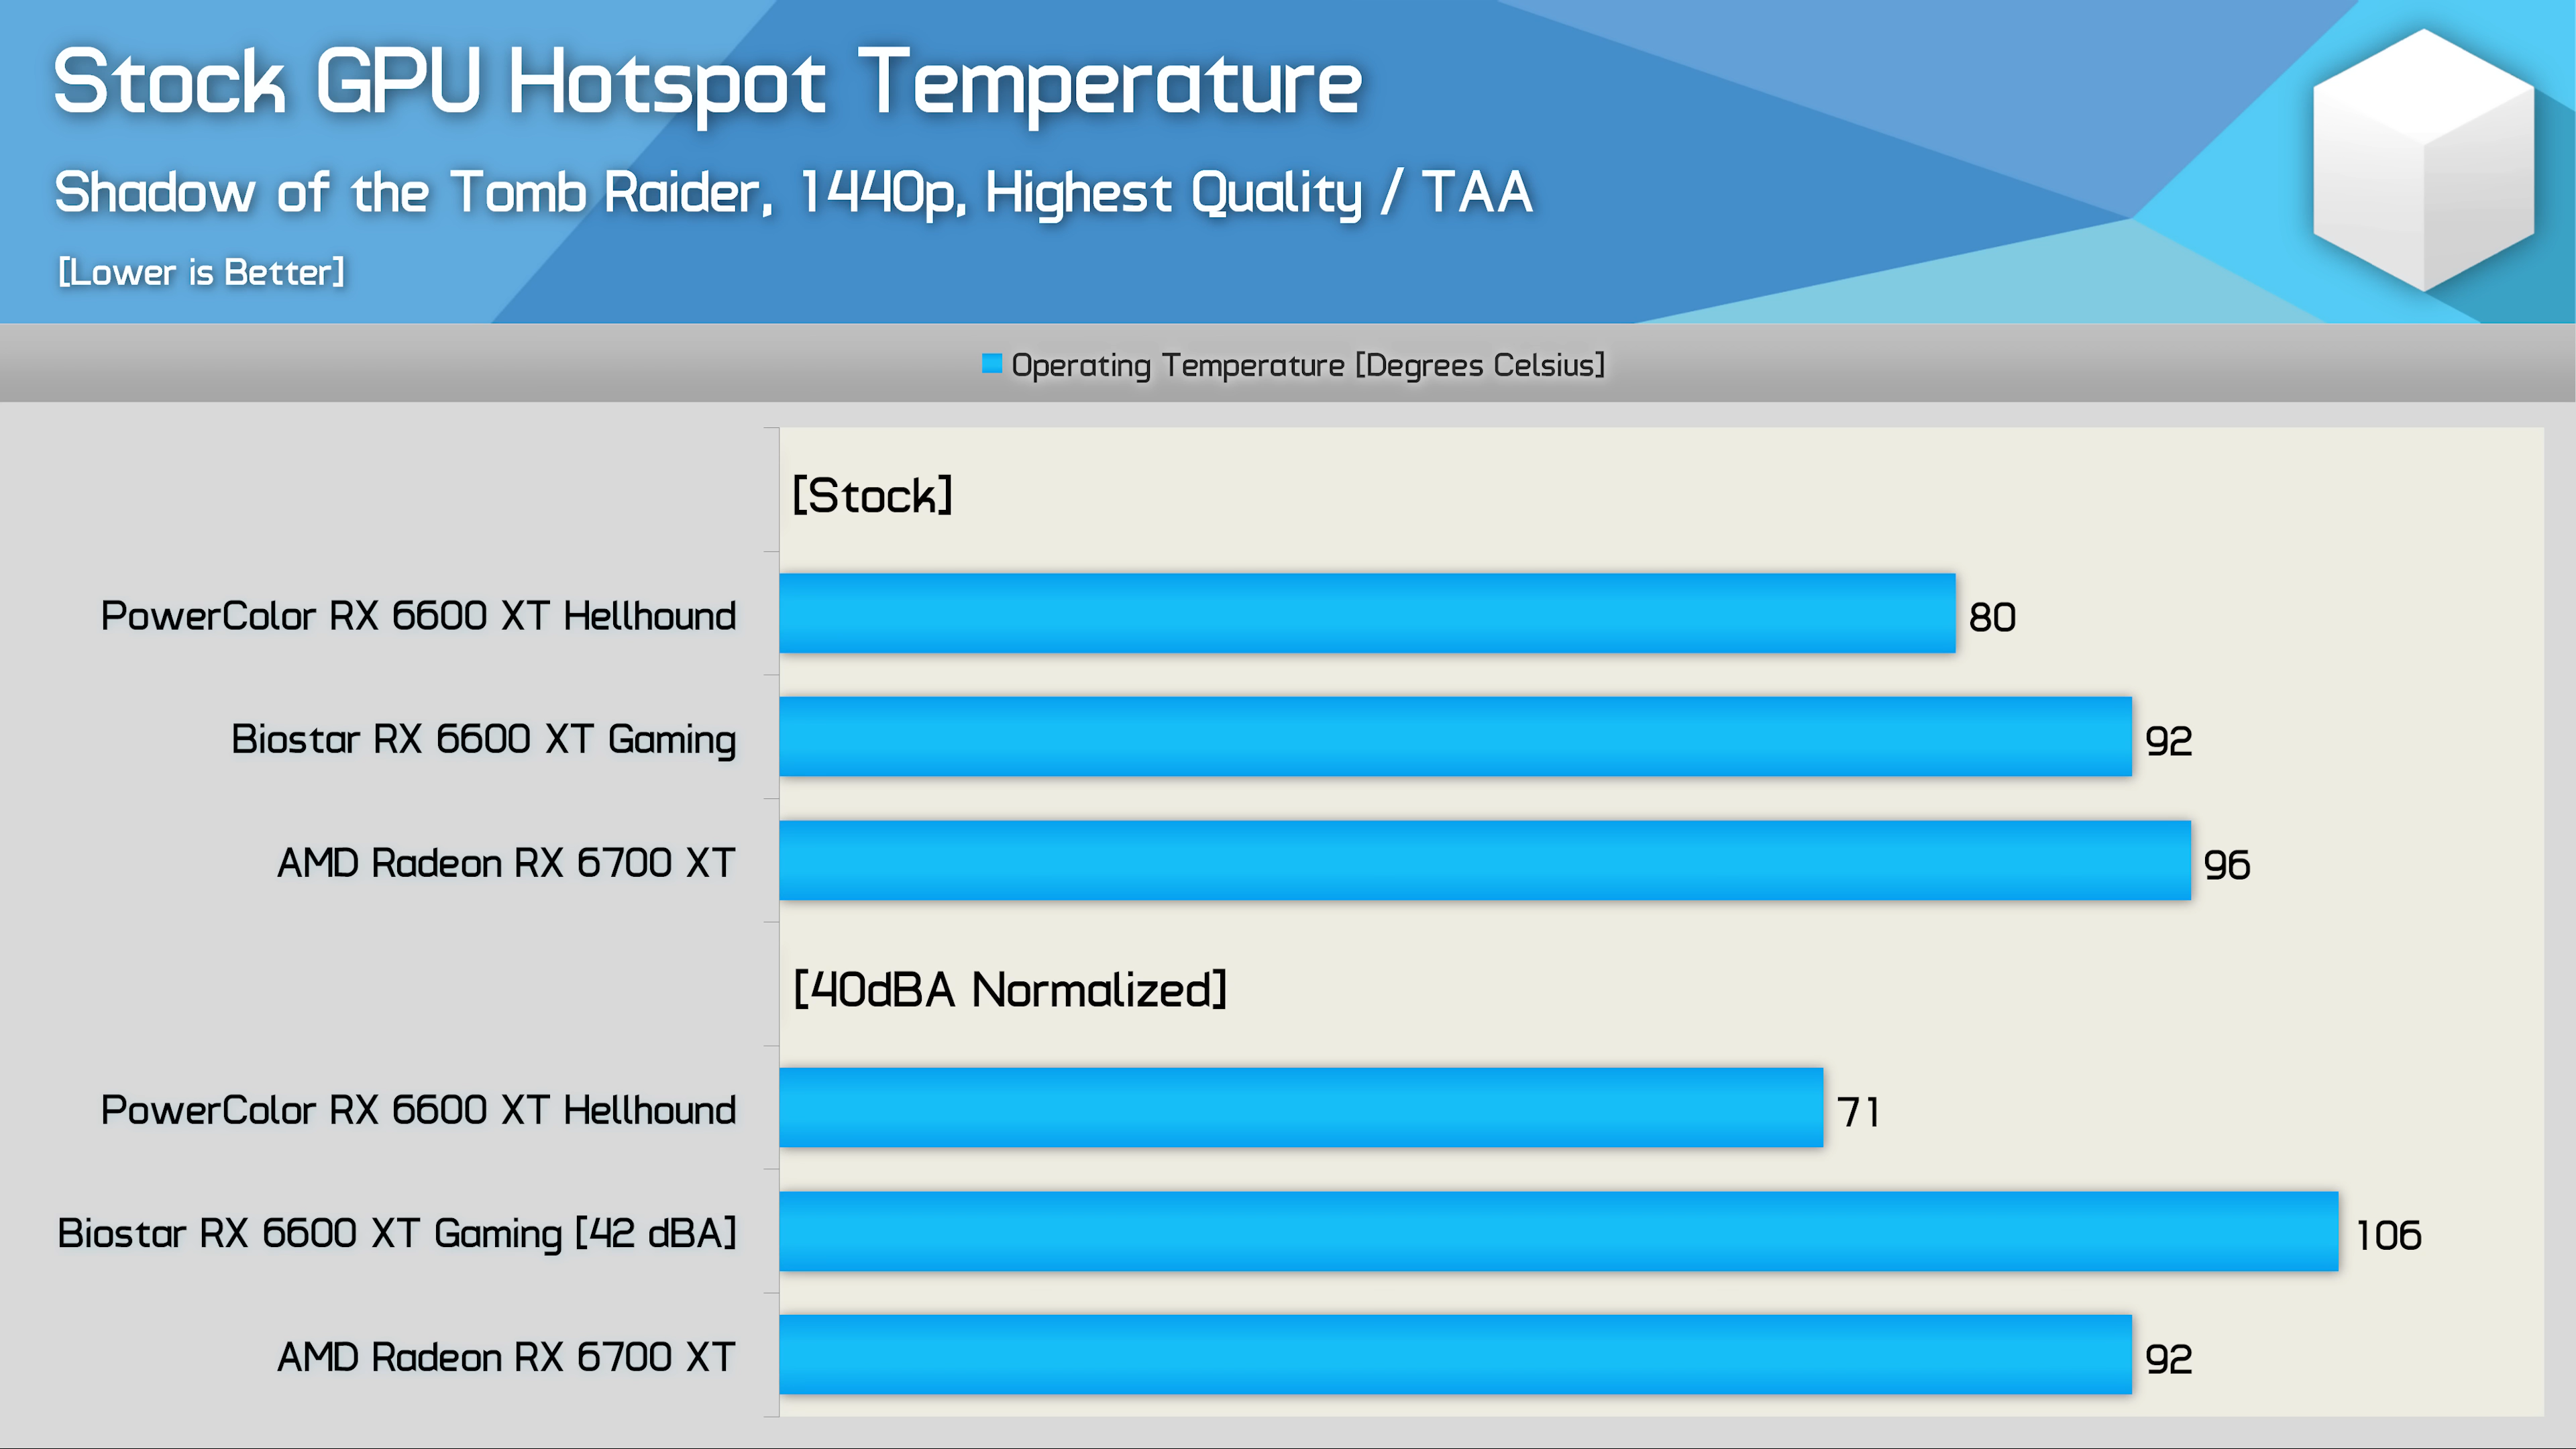 Stock GPU Hotspot Temperature
Shadow of the Tomb Raider, 1440p, Highest Quality / TAA
[Lower is Better]
Operating Temperature [Degrees Celsius]
[Stock]
PowerColor RX 6600 XT Hellhound 80
Biostar RX 6600 XT Gaming 92
AMD Radeon RX 6700 XT 96
[40dBA Normalized]
PowerColor RX 6600 XT Hellhound 71
Biostar RX 6600 XT Gaming [42 dBA] 106
AMD Radeon RX 6700 XT 92